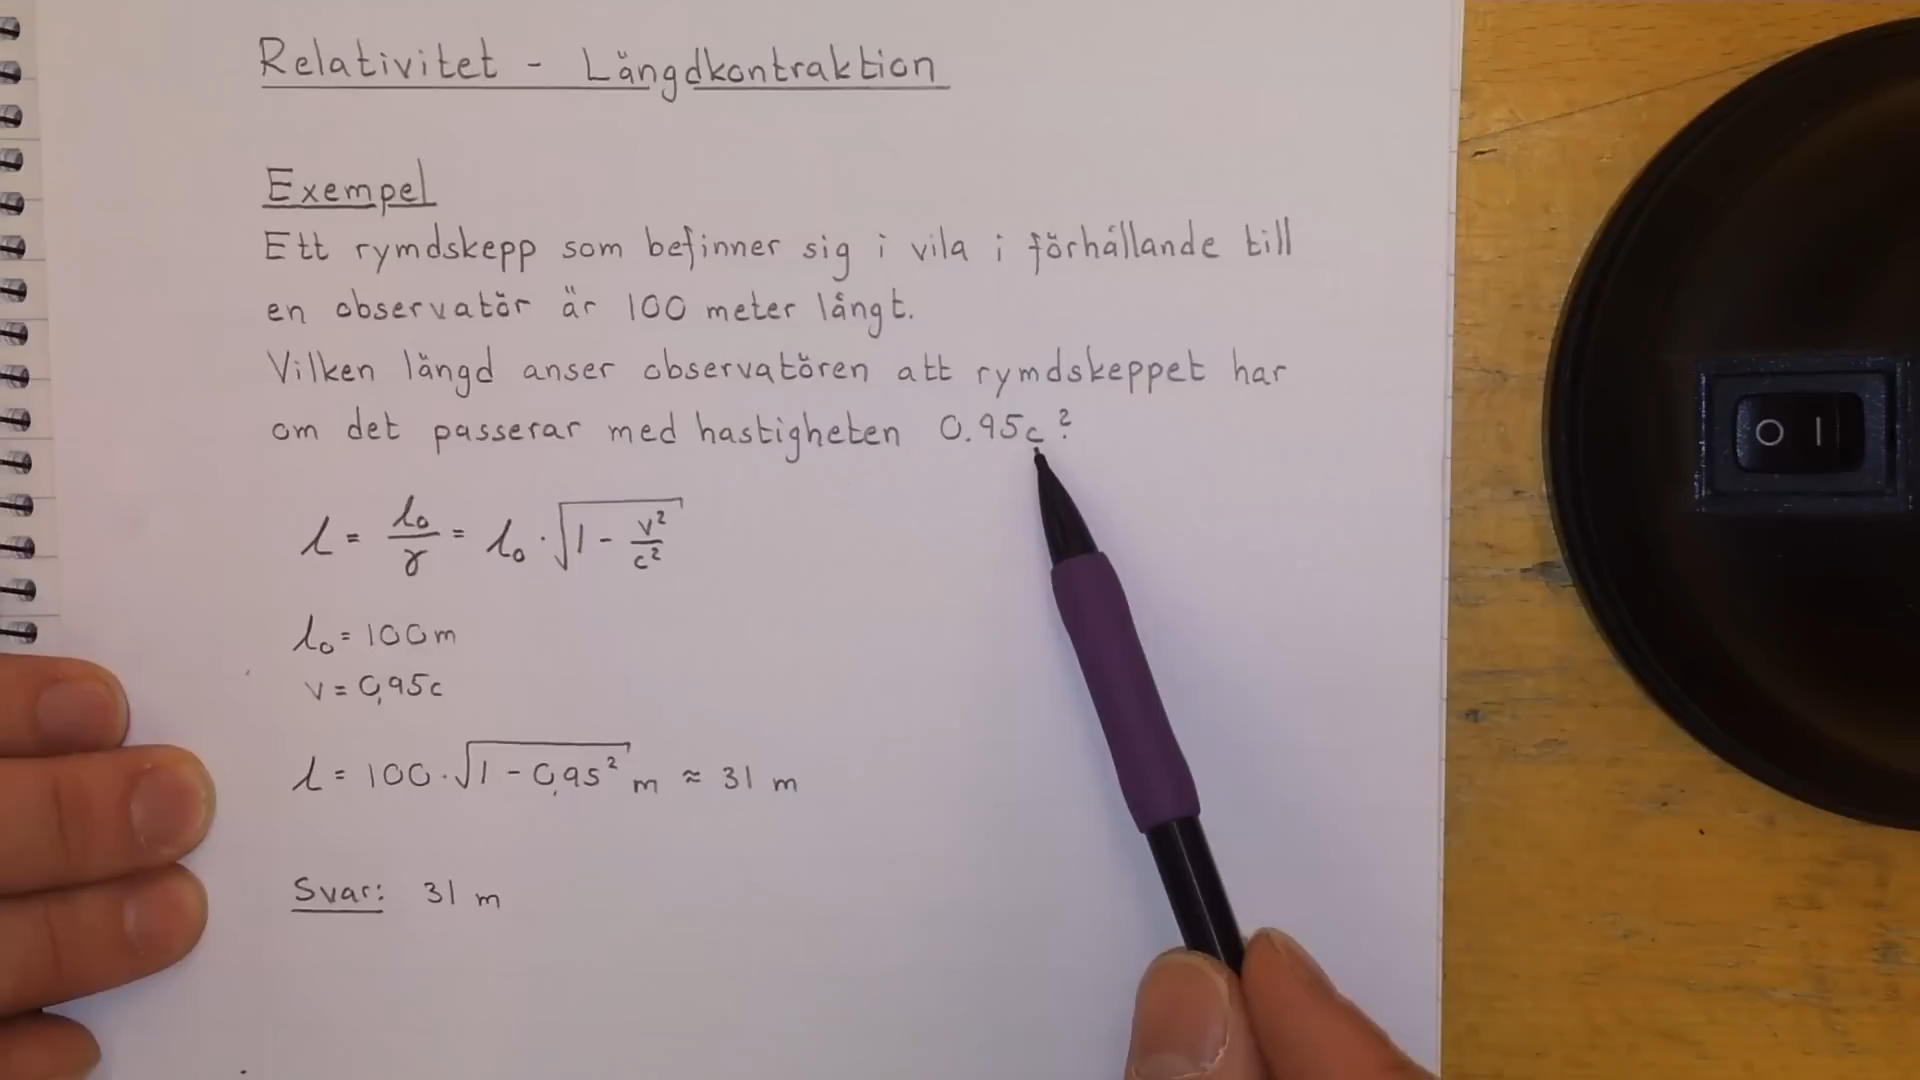 Relativitet - Längdkontraktion
Exempel
Ett rymdskepp som befinner sig i vila i förhållande till
en observatör är 100 meter långt.
Vilken längd anser observatören att rymdskeppet har
om det passerar med hastigheten 0.95c?
l = l₀/γ = l₀ · √(1 - v²/c²)
l₀ = 100 m
v = 0,95c
l = 100 · √(1 - 0,95²) m ≈ 31 m
Svar: 31 m
O I